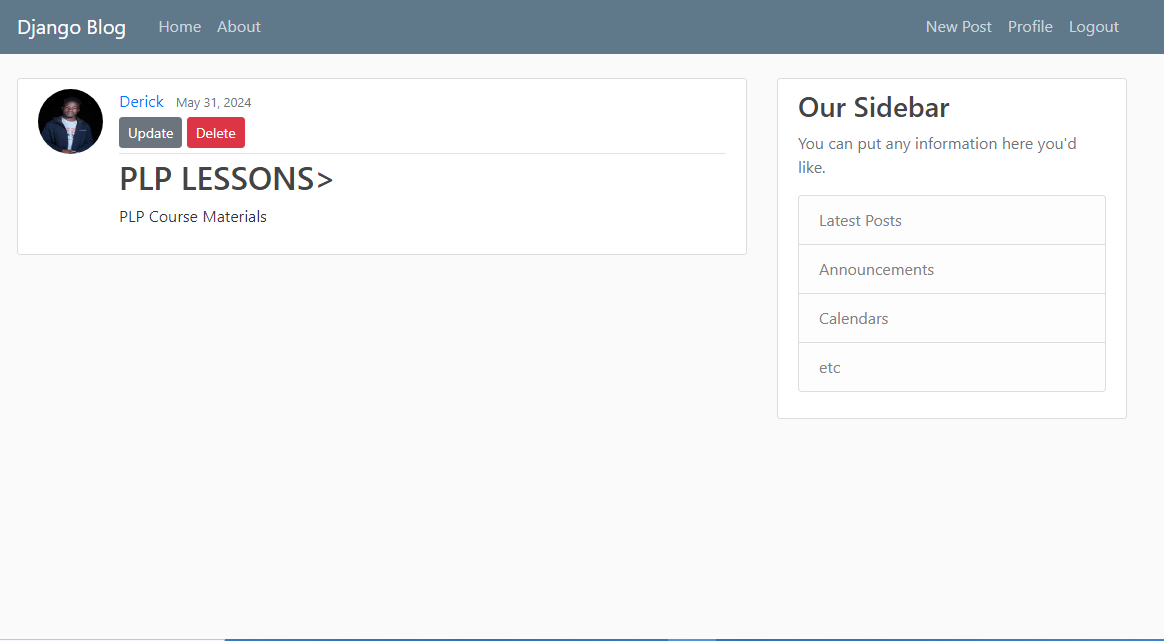 Django Blog Home About New Post Profile Logout
Derick May 31, 2024
Update Delete
PLP LESSONS>
PLP Course Materials
Our Sidebar
You can put any information here you'd
like.
Latest Posts
Announcements
Calendars
etc